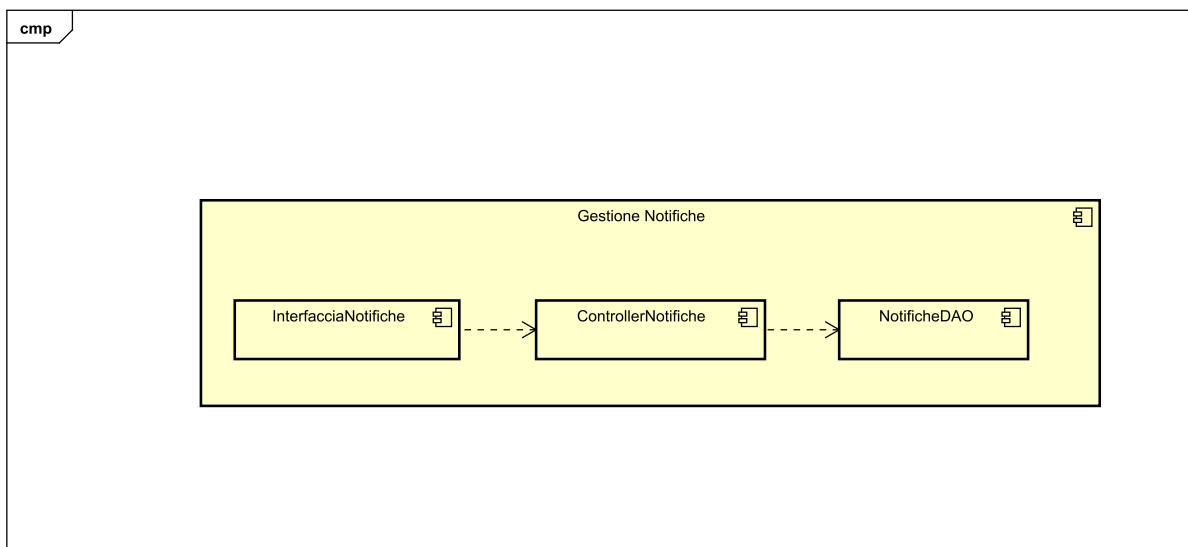 cmp
Gestione Notifiche
InterfacciaNotifiche
ControllerNotifiche
NotificheDAO